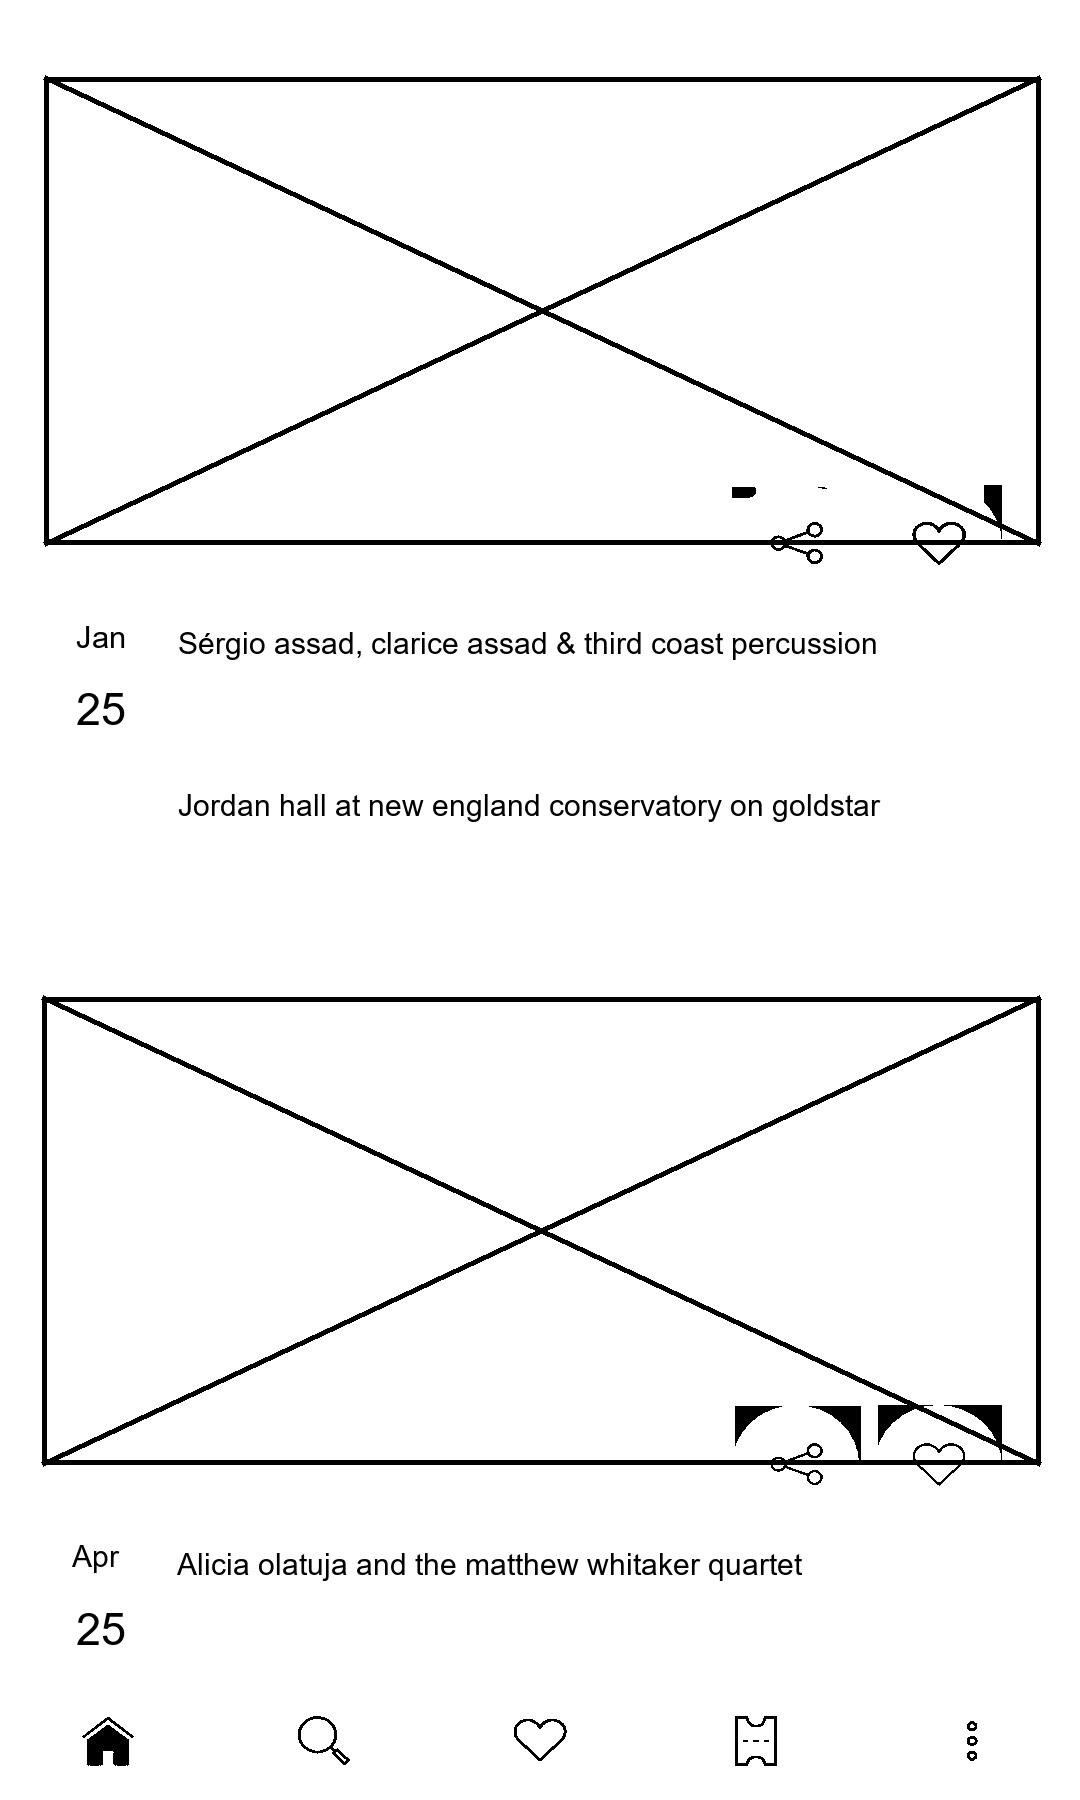 Jan
Sérgio assad, clarice assad & third coast percussion
25
Jordan hall at new england conservatory on goldstar
Apr
Alicia olatuja and the matthew whitaker quartet
25